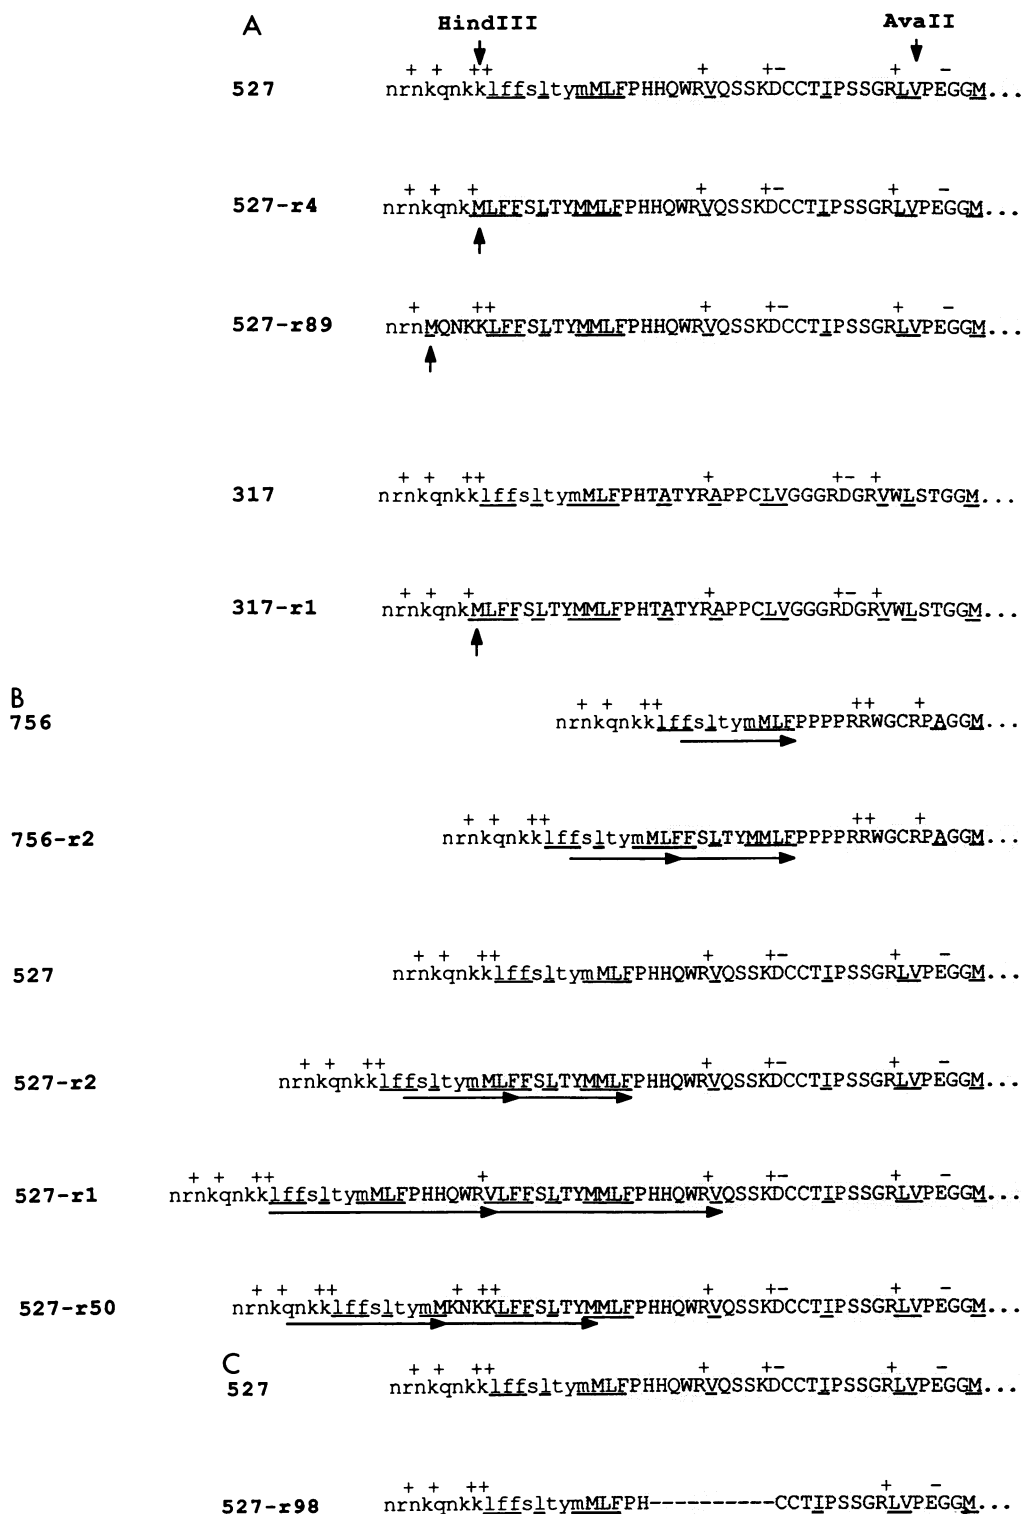 A HindIII AvaII
+ + ++ + +- + -
527 nrnkqnkklffsltymMLFPHHQWRVQSSKDCCTIPSSGRLVPEGGM...
+ + + + +- + -
527-r4 nrnkqnkMLFFSLTYMMLFPHHQWRVQSSKDCCTIPSSGRLVPEGGM...
+ ++ + +- + -
527-r89 nrnMQNKKLFFSLTYMMLFPHHQWRVQSSKDCCTIPSSGRLVPEGGM...
+ + ++ + +- +
317 nrnkqnkklffsltymMLFPHTATYRAPPCLVGGGRDGRVWLSTGGM...
+ + + + +- +
317-r1 nrnkqnkMLFFSLTYMMLFPHTATYRAPPCLVGGGRDGRVWLSTGGM...
B
+ + ++ ++ +
756 nrnkqnkklffsltymMLFPPPPRRWGCRPAGGM...
+ + ++ ++ +
756-r2 nrnkqnkklffsltymMLFFSLTYMMLFPPPPRRWGCRPAGGM...
+ + ++ + +- + -
527 nrnkqnkklffsltymMLFPHHQWRVQSSKDCCTIPSSGRLVPEGGM...
+ + ++ + +- + -
527-r2 nrnkqnkklffsltymMLFFSLTYMMLFPHHQWRVQSSKDCCTIPSSGRLVPEGGM...
+ + ++ + + +- + -
527-r1 nrnkqnkklffsltymMLFPHHQWRVLFFSLTYMMLFPHHQWRVQSSKDCCTIPSSGRLVPEGGM...
+ + ++ + ++ + +- + -
527-r50 nrnkqnkklffsltymMKNKKLFFSLTYMMLFPHHQWRVQSSKDCCTIPSSGRLVPEGGM...
C
+ + ++ + +- + -
527 nrnkqnkklffsltymMLFPHHQWRVQSSKDCCTIPSSGRLVPEGGM...
+ + ++ + -
527-r98 nrnkqnkklffsltymMLFPH----------CCTIPSSGRLVPEGGM...